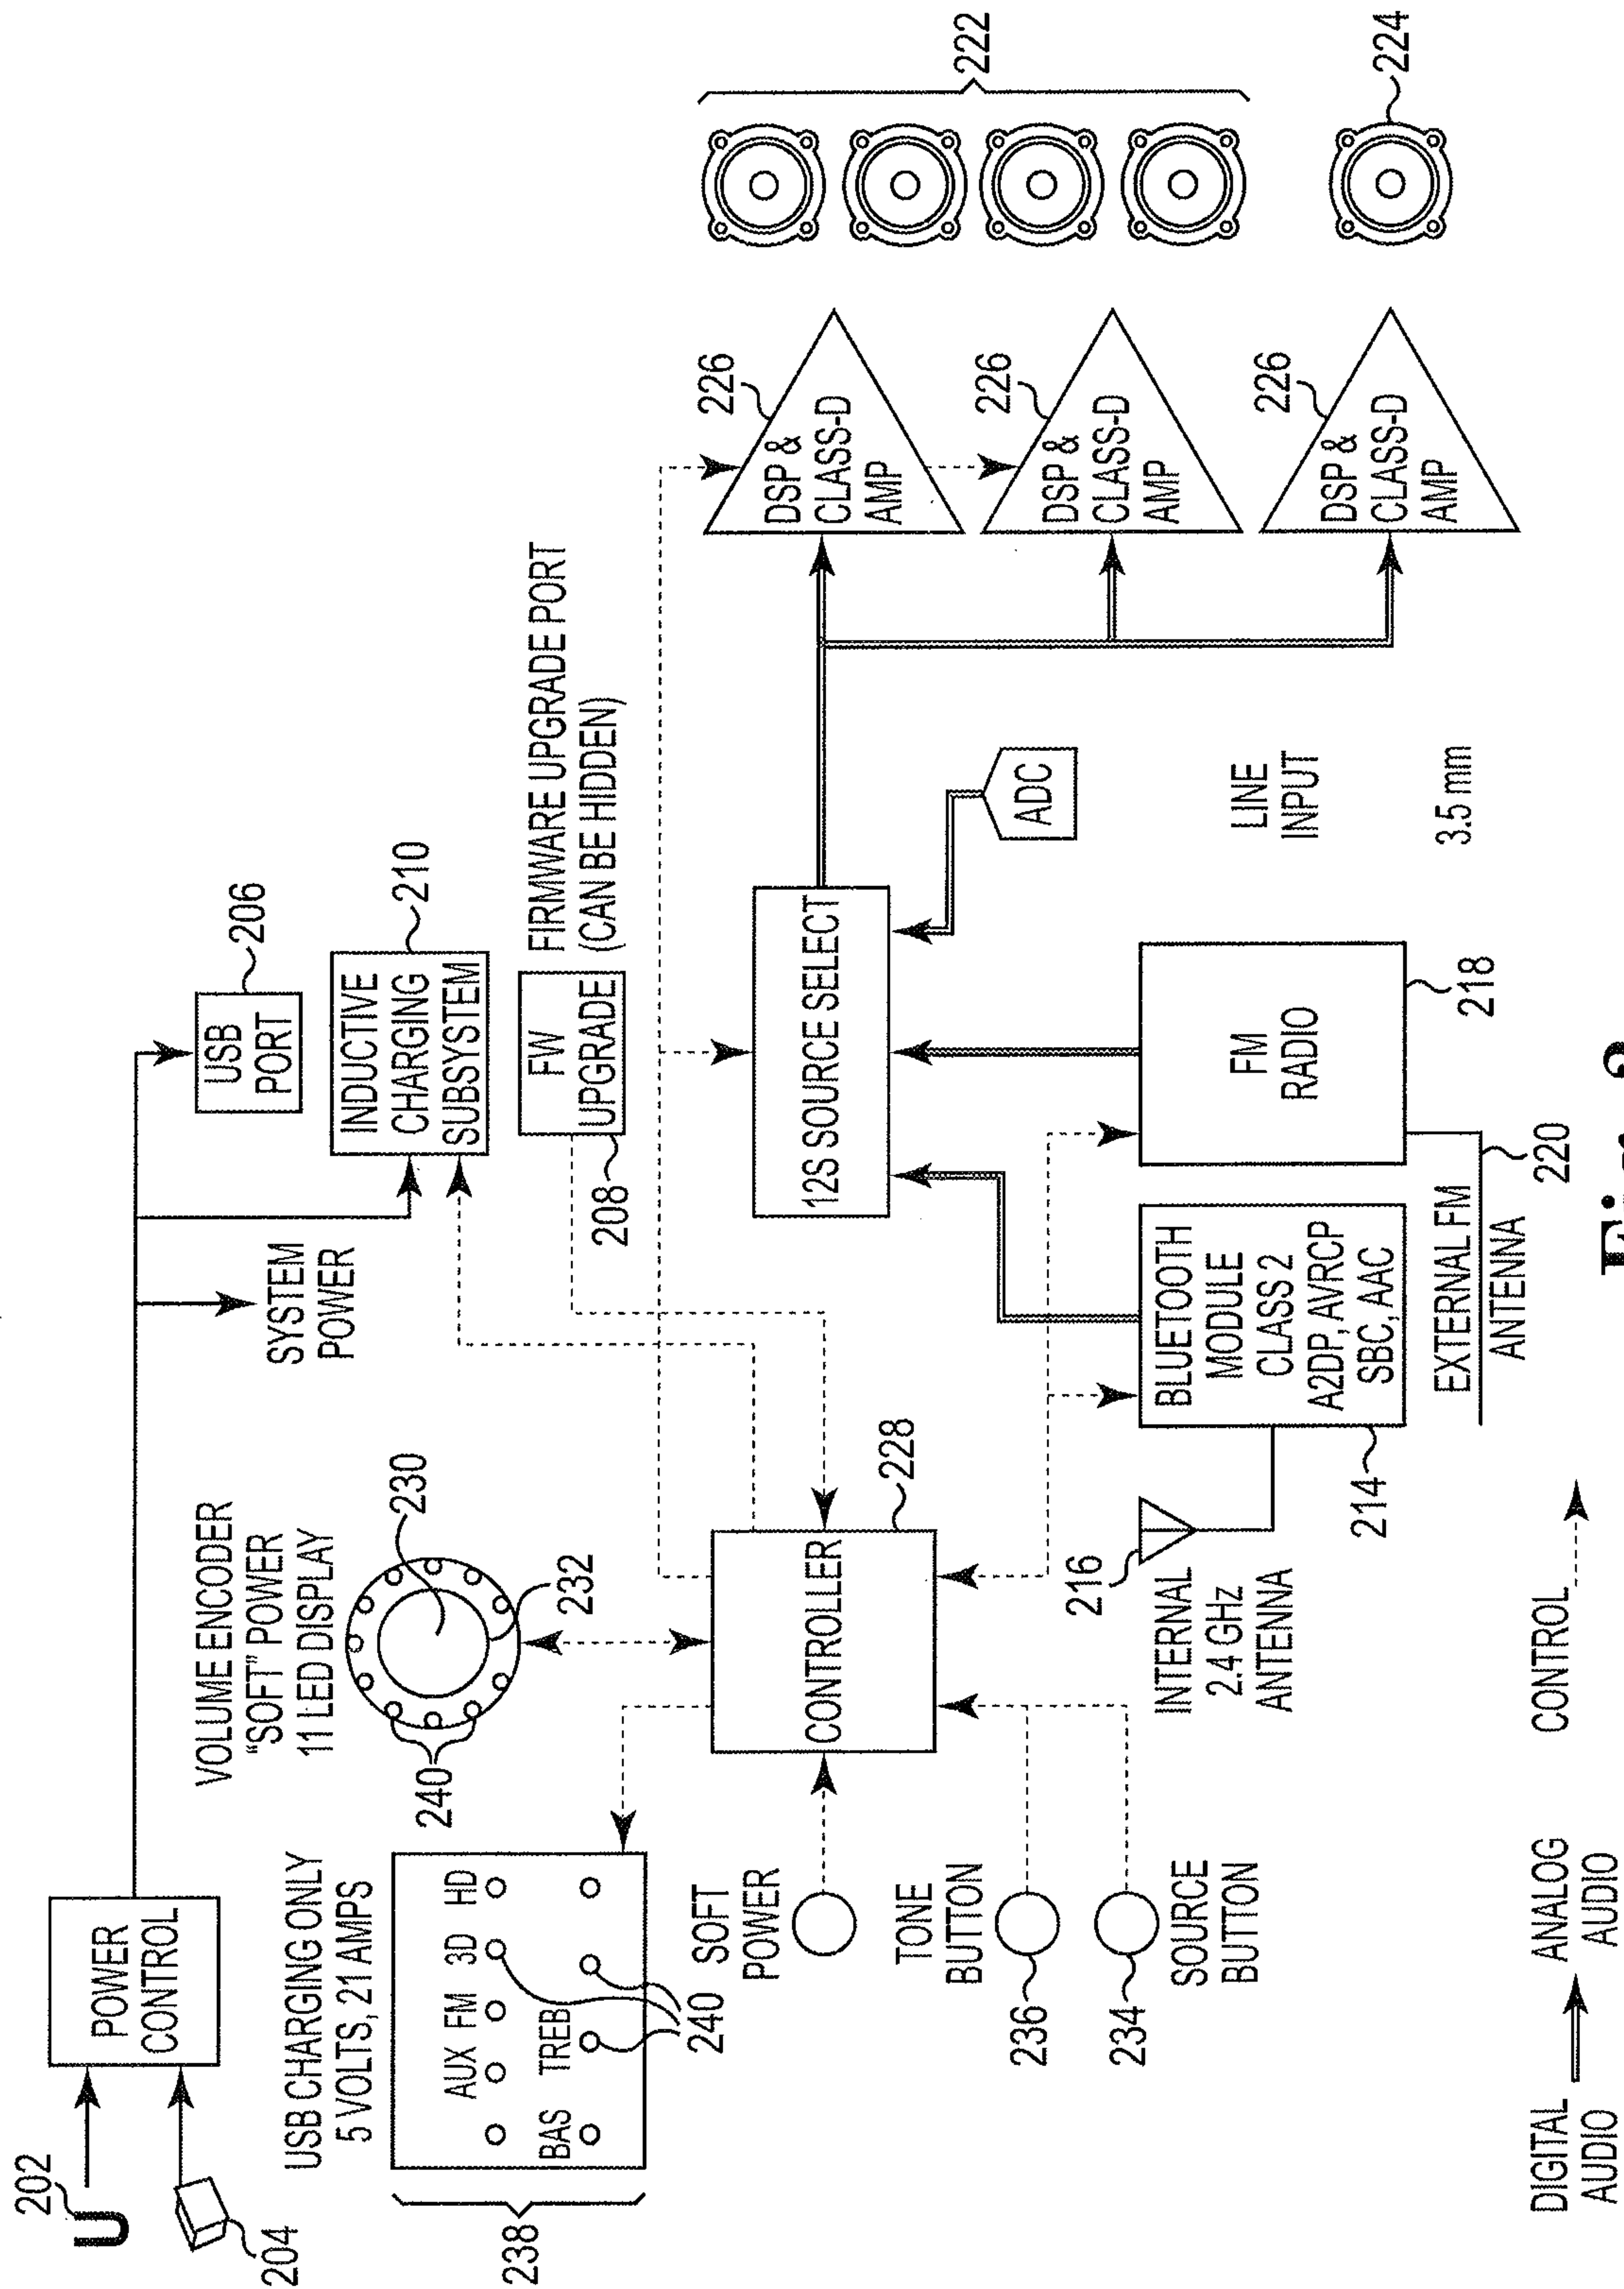 202
U
204
POWER
CONTROL
SYSTEM
POWER
USB
PORT
206
USB CHARGING ONLY
5 VOLTS, 21 AMPS
AUX FM 3D HD
BAS TREB
240
238
VOLUME ENCODER
"SOFT" POWER
11 LED DISPLAY
240
230
232
INDUCTIVE
CHARGING
SUBSYSTEM
210
FW
UPGRADE
208
FIRMWARE UPGRADE PORT
(CAN BE HIDDEN)
SOFT
POWER
TONE
BUTTON
236
234
SOURCE
BUTTON
CONTROLLER
228
12S SOURCE SELECT
ADC
LINE
INPUT
3.5 mm
216
INTERNAL
2.4 GHz
ANTENNA
BLUETOOTH
MODULE
CLASS 2
A2DP, AVRCP
SBC, AAC
214
FM
RADIO
218
EXTERNAL FM
ANTENNA
220
DSP &
CLASS-D
AMP
226
DSP &
CLASS-D
AMP
226
DSP &
CLASS-D
AMP
226
222
224
DIGITAL
AUDIO
ANALOG
AUDIO
CONTROL